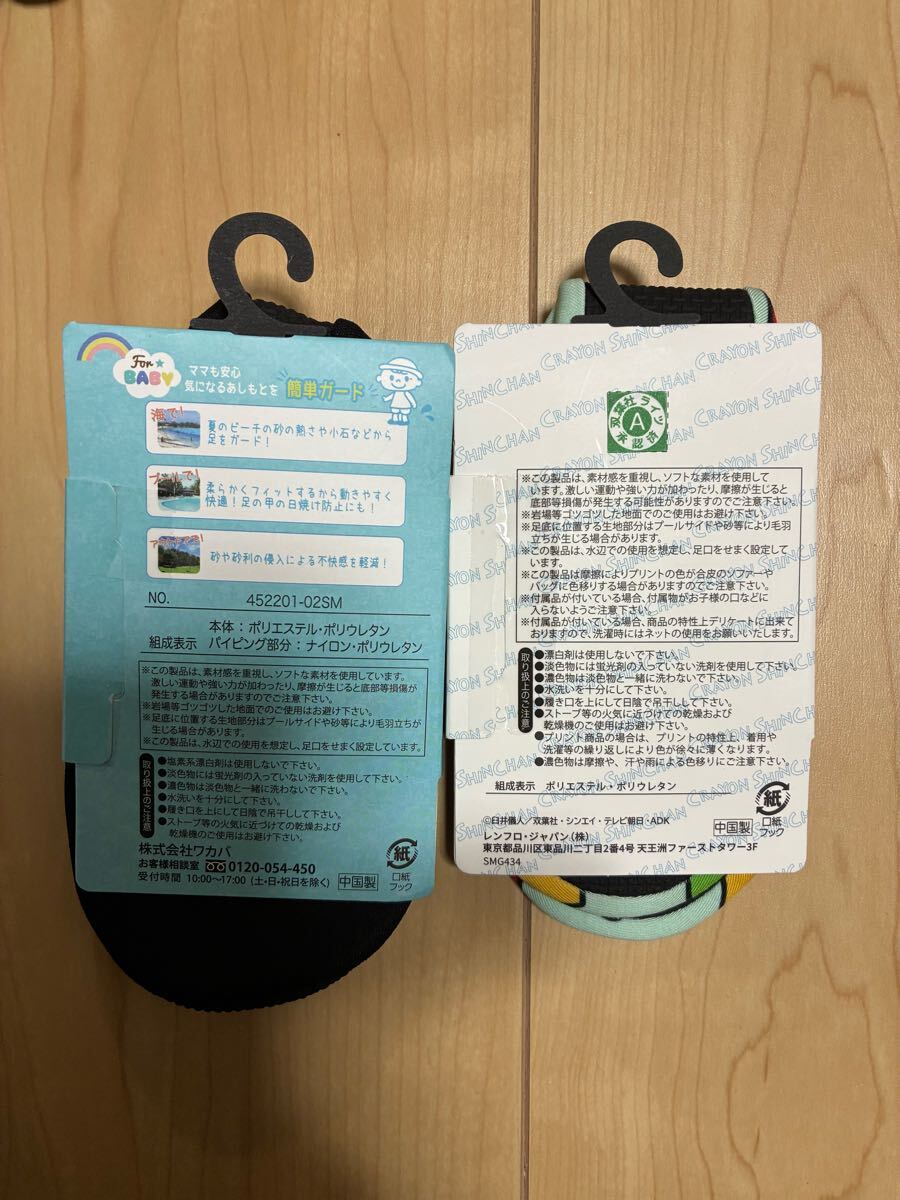 For★
BABY
ママも安心
気になるあしもとを 簡単ガード
海で!
夏のビーチの砂の熱さや小石などから
足をガード!
プールで!
柔らかくフィットするから動きやすく
快適!足の甲の日焼け防止にも!
砂や砂利の侵入による不快感を軽減!
NO. 452201-02SM
本体:ポリエステル・ポリウレタン
組成表示 パイピング部分:ナイロン・ポリウレタン
※この製品は、素材感を重視し、ソフトな素材を使用しています。
激しい運動や強い力が加わったり、摩擦が生じると底部等損傷が
発生する場合がありますのでご注意下さい。
※岩場等ゴツゴツした地面でのご使用はお避け下さい。
※足底に位置する生地部分はプールサイドや砂等により毛羽立ちが
生じる場合があります。
※この製品は、水辺での使用を想定し、足口をせまく設定しています。
取り扱上のご注意
●塩素系漂白剤は使用しないで下さい。
●淡色物には蛍光剤の入っていない洗剤を使用して下さい。
●濃色物は淡色物と一緒に洗わないで下さい。
●水洗いを十分にして下さい。
●履き口を上にして日陰で吊干しして下さい。
●ストーブ等の火気に近づけての乾燥および
乾燥機のご使用はお避け下さい。
株式会社ワカバ
お客様相談室 0120-054-450
受付時間 10:00〜17:00 (土・日・祝日を除く)
中国製
紙
口紙
フック
CRAYON SHINCHAN
双葉社ライツ
A
承認済
※この製品は、素材感を重視し、ソフトな素材を使用して
います。激しい運動や強い力が加わったり、摩擦が生じると
底部等損傷が発生する可能性がありますのでご注意下さい。
※岩場等ゴツゴツした地面でのご使用はお避け下さい。
※足底に位置する生地部分はプールサイドや砂等により毛羽
立ちが生じる場合があります。
※この製品は、水辺での使用を想定し、足口をせまく設定して
います。
※この製品は摩擦によりプリントの色が合皮のソファーや
バッグに色移りする場合がありますのでご注意下さい。
※付属品が付いている場合、付属物がお子様の口などに
入らないようご注意下さい。
※付属品が付いている場合、商品の特性上デリケートに出来て
おりますので、洗濯時にはネットの使用をお願いいたします。
取り扱上のご注意
●漂白剤は使用しないで下さい。
●淡色物には蛍光剤の入っていない洗剤を使用して下さい。
●濃色物は淡色物と一緒に洗わないで下さい。
●水洗いを十分にして下さい。
●履き口を上にして日陰で吊干しして下さい。
●ストーブ等の火気に近づけての乾燥および
乾燥機のご使用はお避け下さい。
●プリント商品の場合は、プリントの特性上、着用や
洗濯等の繰り返しにより色が徐々に薄くなります。
●濃色物は摩擦や、汗や雨による色移りにご注意下さい。
組成表示 ポリエステル・ポリウレタン
©臼井儀人/双葉社・シンエイ・テレビ朝日・ADK
レンフロ・ジャパン(株)
東京都品川区東品川二丁目2番4号 天王洲ファーストタワー3F
SMG434
中国製
紙
口紙
フック